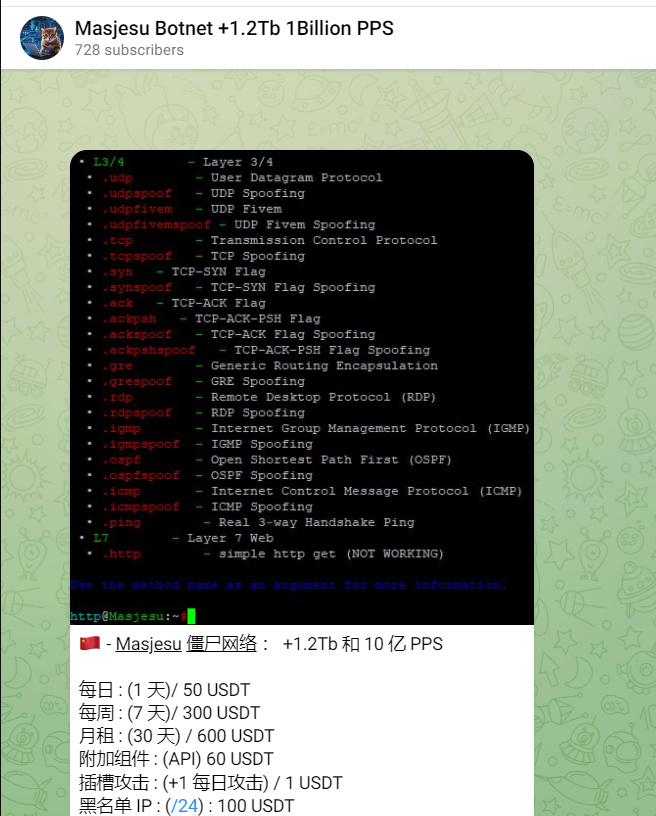 Masjesu Botnet +1.2Tb 1Billion PPS
728 subscribers
• L3/4 – Layer 3/4
• .udp – User Datagram Protocol
• .udpspoof – UDP Spoofing
• .udpfivem – UDP Fivem
• .udpfivemspoof – UDP Fivem Spoofing
• .tcp – Transmission Control Protocol
• .tcpspoof – TCP Spoofing
• .syn – TCP-SYN Flag
• .synspoof – TCP-SYN Flag Spoofing
• .ack – TCP-ACK Flag
• .ackpsh – TCP-ACK-PSH Flag
• .ackspoof – TCP-ACK Flag Spoofing
• .ackpshspoof – TCP-ACK-PSH Flag Spoofing
• .gre – Generic Routing Encapsulation
• .grespoof – GRE Spoofing
• .rdp – Remote Desktop Protocol (RDP)
• .rdpspoof – RDP Spoofing
• .igmp – Internet Group Management Protocol (IGMP)
• .igmpspoof – IGMP Spoofing
• .ospf – Open Shortest Path First (OSPF)
• .ospfspoof – OSPF Spoofing
• .icmp – Internet Control Message Protocol (ICMP)
• .icmpspoof – ICMP Spoofing
• .ping – Real 3-way Handshake Ping
• L7 – Layer 7 Web
• .http – simple http get (NOT WORKING)
Use the method name as an argument for more information.
http@Masjesu:~#
🇨🇳 - Masjesu 僵尸网络： +1.2Tb 和 10 亿 PPS
每日 : (1 天)/ 50 USDT
每周 : (7 天)/ 300 USDT
月租 : (30 天) / 600 USDT
附加组件 : (API) 60 USDT
插槽攻击 : (+1 每日攻击) / 1 USDT
黑名单 IP : (/24) : 100 USDT